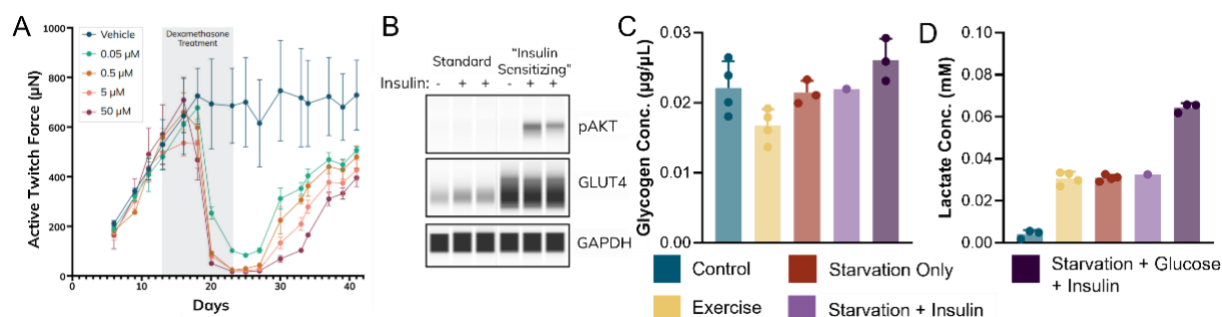 A
Active Twitch Force (µN)
1000
800
600
400
200
0
Dexamethasone
Treatment
Vehicle
0.05 µM
0.5 µM
5 µM
50 µM
0 10 20 30 40
Days
B
Standard
"Insulin
Sensitizing"
Insulin: - + + - + +
pAKT
GLUT4
GAPDH
C
Glycogen Conc. (µg/µL)
0.03
0.02
0.01
0.00
D
Lactate Conc. (mM)
0.10
0.08
0.06
0.04
0.02
0.00
Control
Exercise
Starvation Only
Starvation + Insulin
Starvation + Glucose
+ Insulin